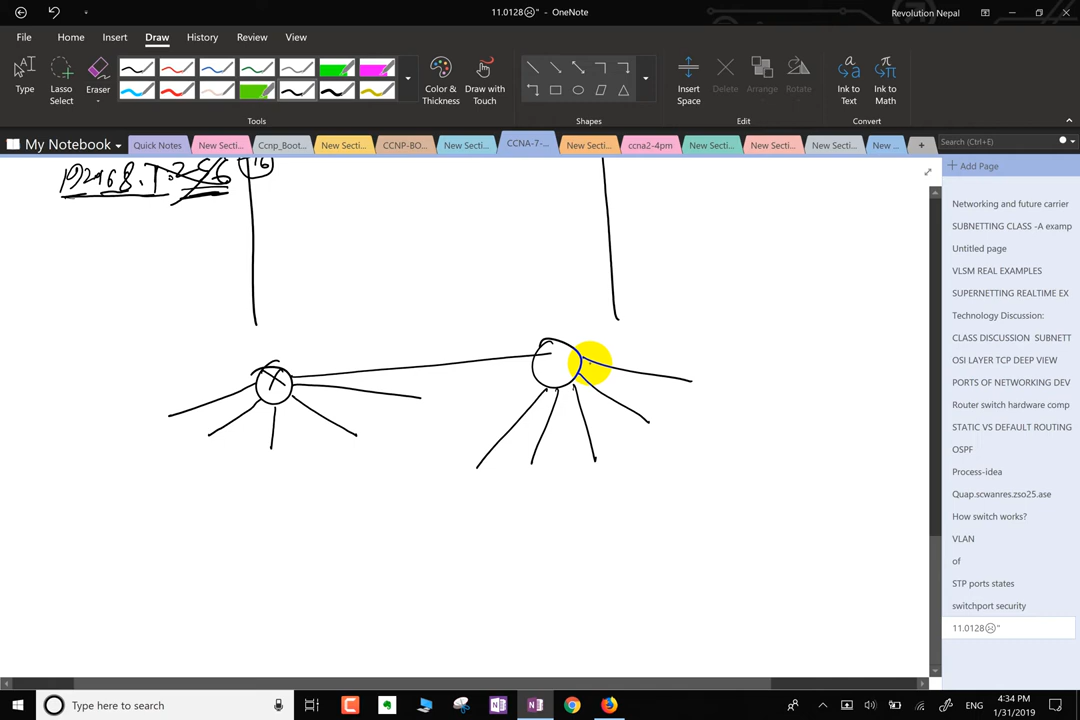 11.0128☹" - OneNote
Revolution Nepal
File Home Insert Draw History Review View
Type
Lasso Select
Eraser
Color & Thickness
Draw with Touch
Insert Space
Delete
Arrange
Rotate
Ink to Text
Ink to Math
Tools
Shapes
Edit
Convert
My Notebook
Quick Notes
New Secti...
Ccnp_Boot...
New Secti...
CCNP-BO...
New Secti...
CCNA-7-...
New Secti...
ccna2-4pm
New Secti...
New Secti...
New Secti...
New ...
Search (Ctrl+E)
16
Add Page
Networking and future carrier
SUBNETTING CLASS -A examp
Untitled page
VLSM REAL EXAMPLES
SUPERNETTING REALTIME EX
Technology Discussion:
CLASS DISCUSSION SUBNETT
OSI LAYER TCP DEEP VIEW
PORTS OF NETWORKING DEV
Router switch hardware comp
STATIC VS DEFAULT ROUTING
OSPF
Process-idea
Quap.scwanres.zso25.ase
How switch works?
VLAN
of
STP ports states
switchport security
11.0128☹"
Type here to search
ENG
4:34 PM
1/31/2019